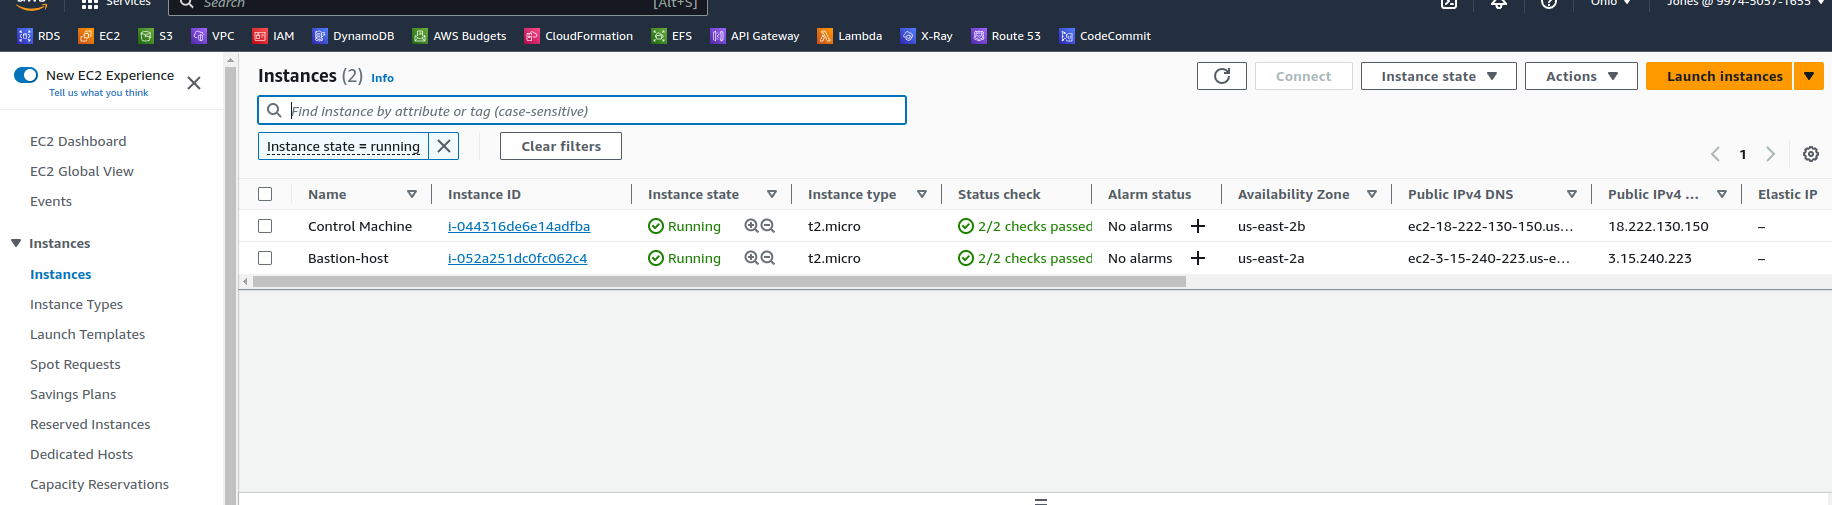 aws Services Search [Alt+S] Ohio Jones @ 9974-5057-1655
RDS EC2 S3 VPC IAM DynamoDB AWS Budgets CloudFormation EFS API Gateway Lambda X-Ray Route 53 CodeCommit
New EC2 Experience
Tell us what you think
EC2 Dashboard
EC2 Global View
Events
Instances
Instances
Instance Types
Launch Templates
Spot Requests
Savings Plans
Reserved Instances
Dedicated Hosts
Capacity Reservations
Instances (2) Info
Connect Instance state Actions Launch instances
Find instance by attribute or tag (case-sensitive)
Instance state = running Clear filters
1
Name Instance ID Instance state Instance type Status check Alarm status Availability Zone Public IPv4 DNS Public IPv4 ... Elastic IP
Control Machine i-044316de6e14adfba Running t2.micro 2/2 checks passed No alarms + us-east-2b ec2-18-222-130-150.us... 18.222.130.150 –
Bastion-host i-052a251dc0fc062c4 Running t2.micro 2/2 checks passed No alarms + us-east-2a ec2-3-15-240-223.us-e... 3.15.240.223 –